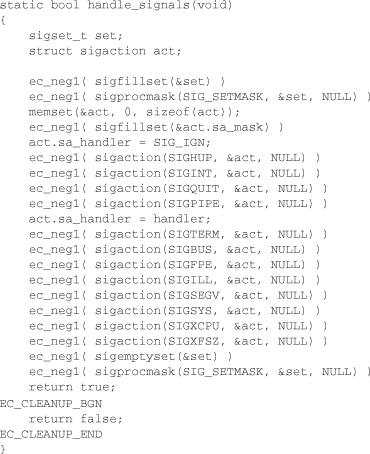 static bool handle_signals(void)
{
    sigset_t set;
    struct sigaction act;

    ec_neg1( sigfillset(&set) )
    ec_neg1( sigprocmask(SIG_SETMASK, &set, NULL) )
    memset(&act, 0, sizeof(act));
    ec_neg1( sigfillset(&act.sa_mask) )
    act.sa_handler = SIG_IGN;
    ec_neg1( sigaction(SIGHUP, &act, NULL) )
    ec_neg1( sigaction(SIGINT, &act, NULL) )
    ec_neg1( sigaction(SIGQUIT, &act, NULL) )
    ec_neg1( sigaction(SIGPIPE, &act, NULL) )
    act.sa_handler = handler;
    ec_neg1( sigaction(SIGTERM, &act, NULL) )
    ec_neg1( sigaction(SIGBUS, &act, NULL) )
    ec_neg1( sigaction(SIGFPE, &act, NULL) )
    ec_neg1( sigaction(SIGILL, &act, NULL) )
    ec_neg1( sigaction(SIGSEGV, &act, NULL) )
    ec_neg1( sigaction(SIGSYS, &act, NULL) )
    ec_neg1( sigaction(SIGXCPU, &act, NULL) )
    ec_neg1( sigaction(SIGXFSZ, &act, NULL) )
    ec_neg1( sigemptyset(&set) )
    ec_neg1( sigprocmask(SIG_SETMASK, &set, NULL) )
    return true;
EC_CLEANUP_BGN
    return false;
EC_CLEANUP_END
}